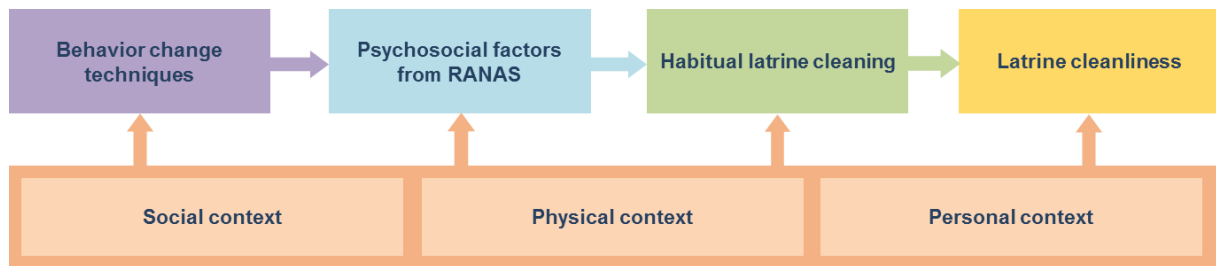 Behavior change
techniques
Psychosocial factors
from RANAS
Habitual latrine cleaning
Latrine cleanliness
Social context
Physical context
Personal context